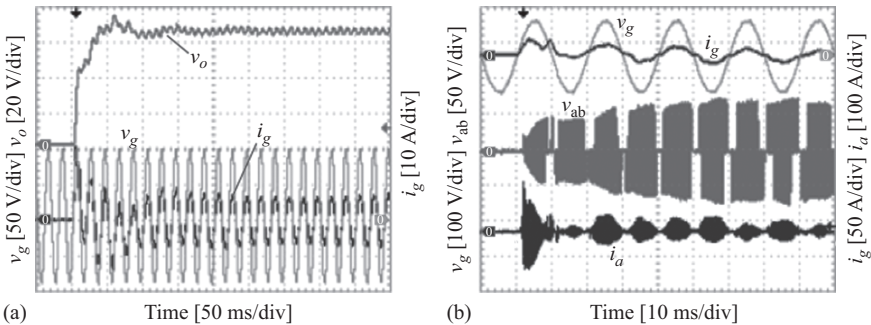 (a)
v_g [50 V/div] v_o [20 V/div]
0
v_o
v_g
i_g
0
0
i_g [10 A/div]
Time [50 ms/div]
(b)
v_g [100 V/div] v_ab [50 V/div]
v_g
i_g
0
0
v_ab
0
0
i_a
i_g [50 A/div] i_a [100 A/div]
Time [10 ms/div]